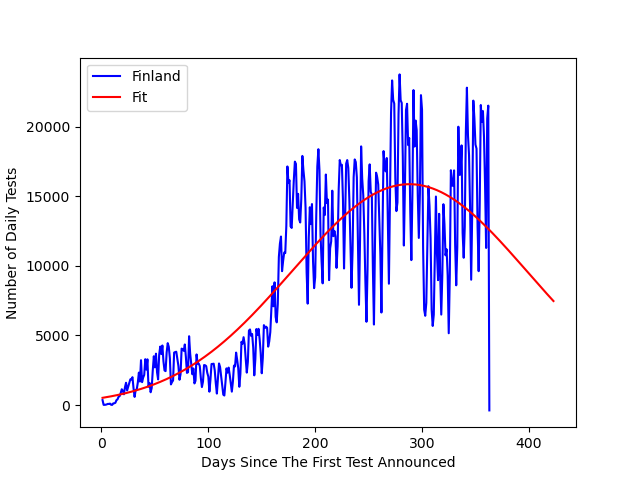 Finland
Fit
20000
15000
10000
5000
0
Number of Daily Tests
0 100 200 300 400
Days Since The First Test Announced